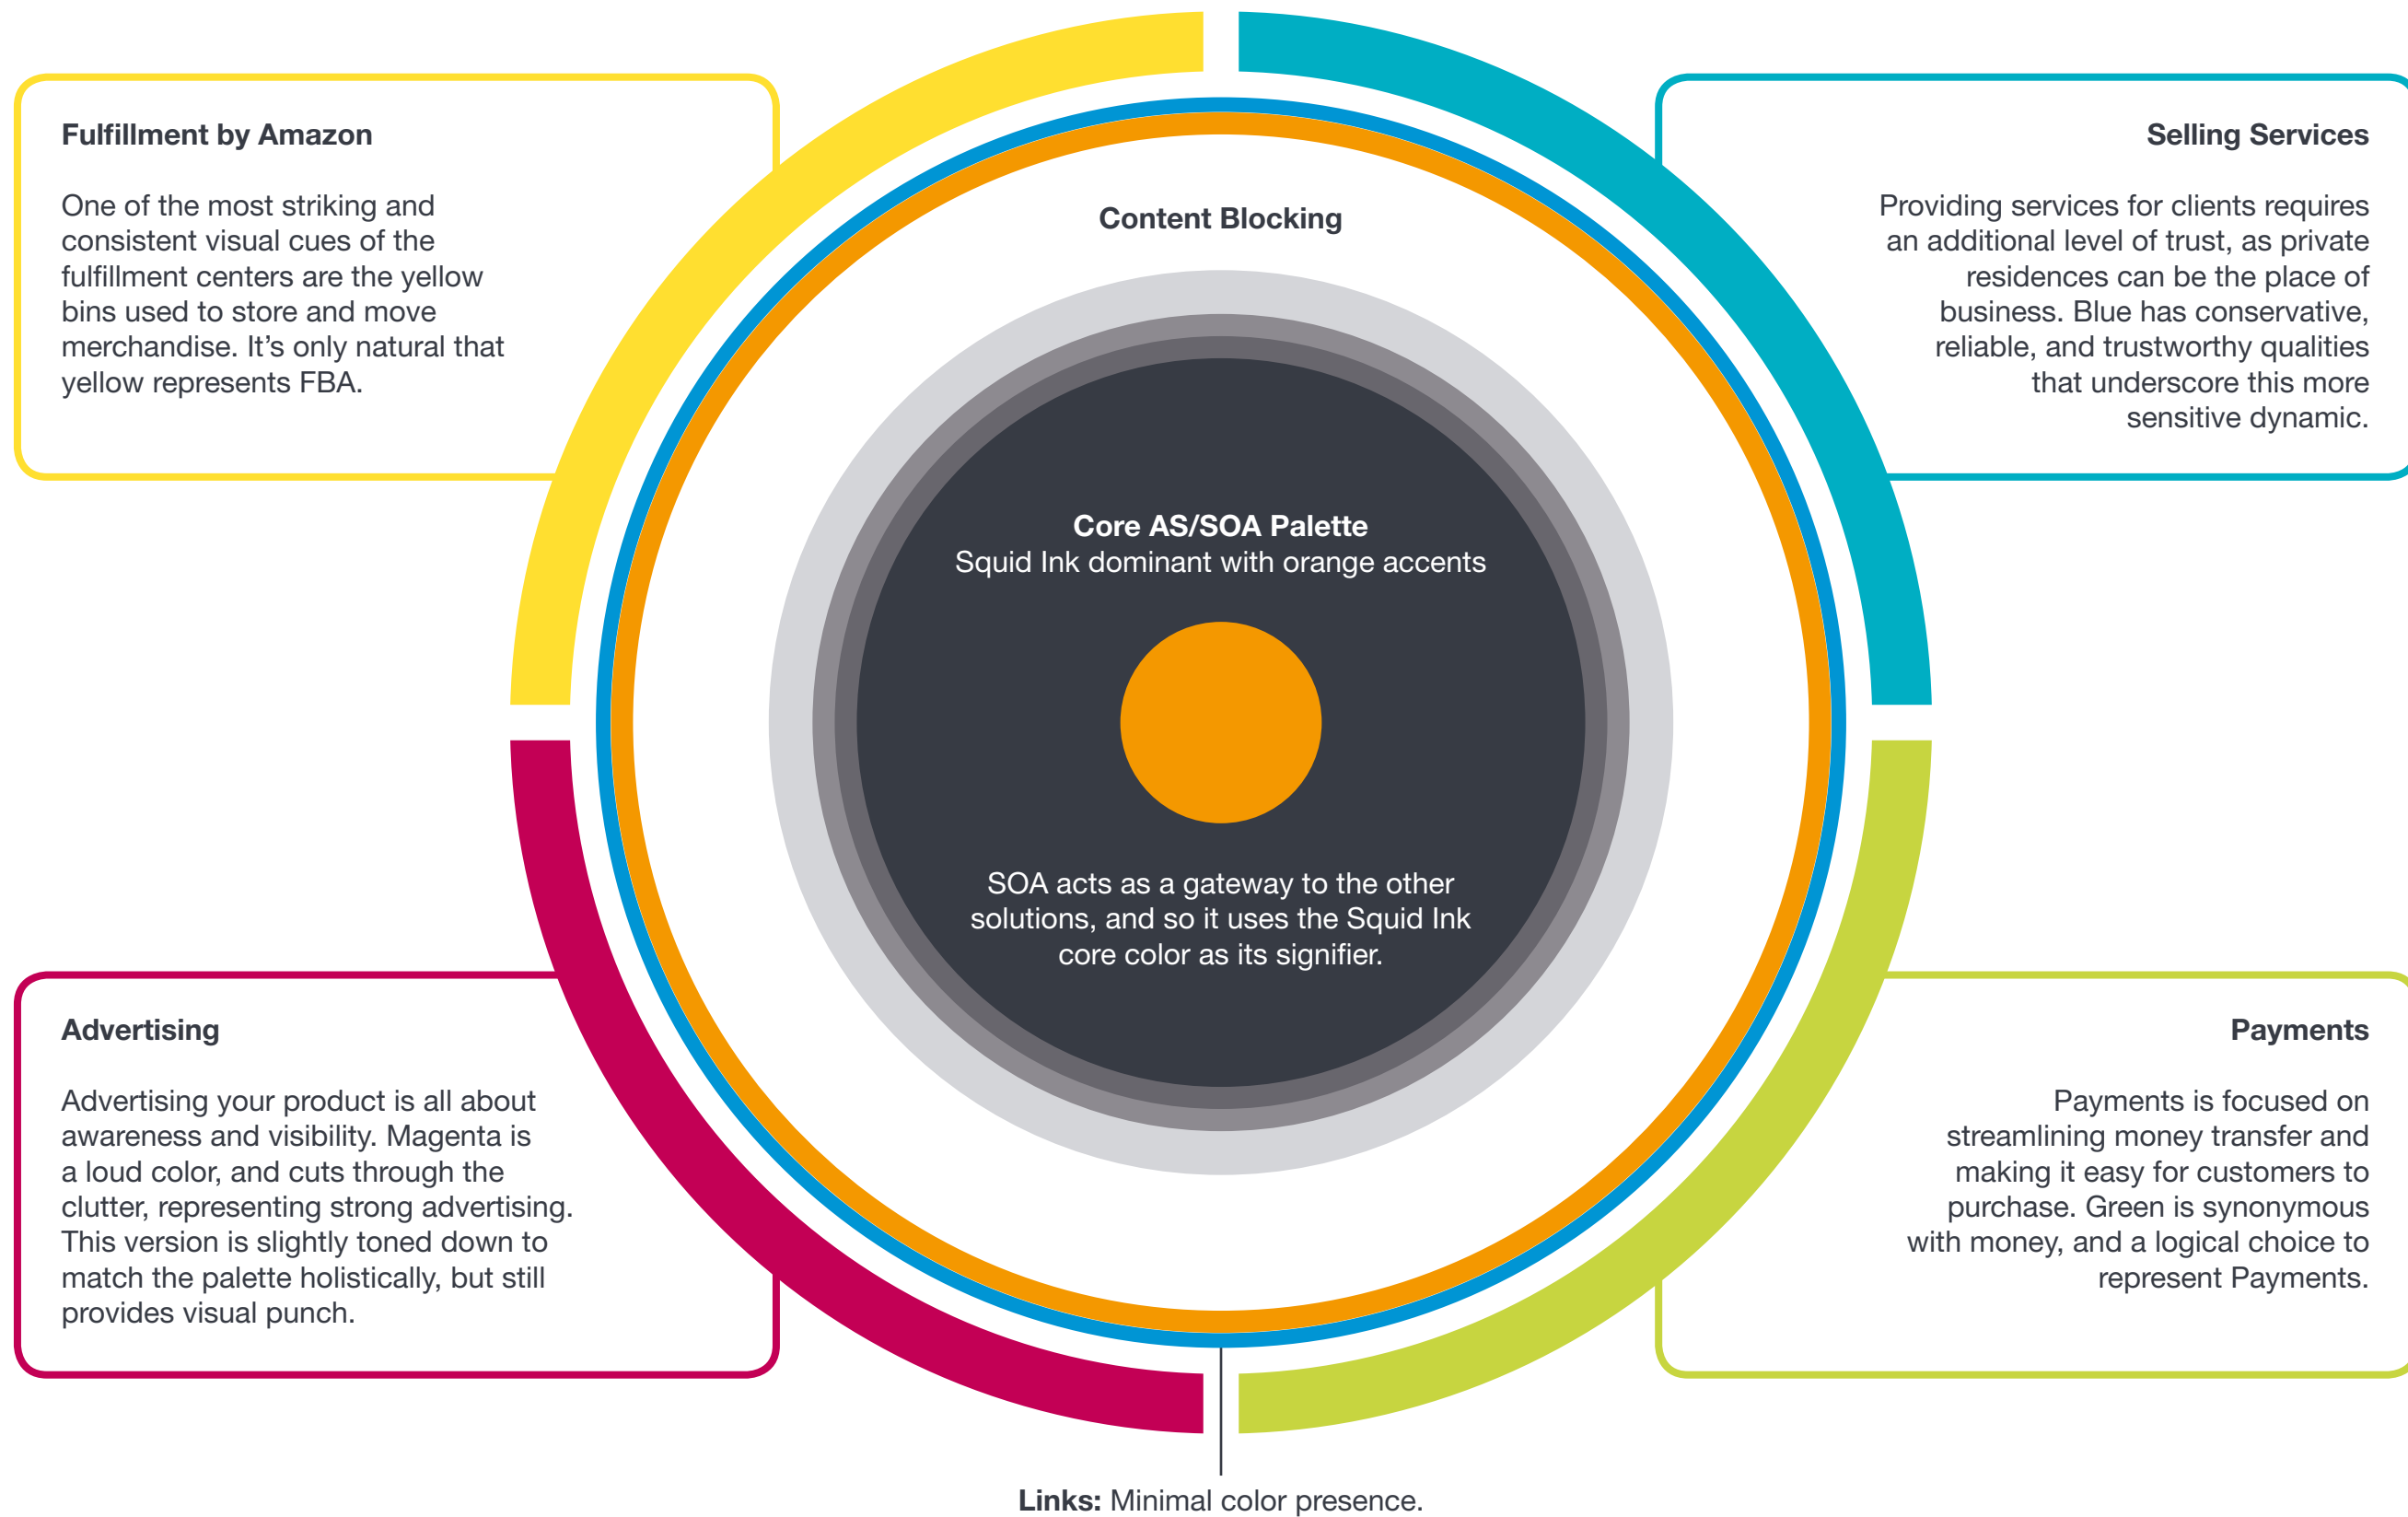 Fulfillment by Amazon
One of the most striking and
consistent visual cues of the
fulfillment centers are the yellow
bins used to store and move
merchandise. It’s only natural that
yellow represents FBA.
Selling Services
Providing services for clients requires
an additional level of trust, as private
residences can be the place of
business. Blue has conservative,
reliable, and trustworthy qualities
that underscore this more
sensitive dynamic.
Content Blocking
Core AS/SOA Palette
Squid Ink dominant with orange accents
SOA acts as a gateway to the other
solutions, and so it uses the Squid Ink
core color as its signifier.
Advertising
Advertising your product is all about
awareness and visibility. Magenta is
a loud color, and cuts through the
clutter, representing strong advertising.
This version is slightly toned down to
match the palette holistically, but still
provides visual punch.
Payments
Payments is focused on
streamlining money transfer and
making it easy for customers to
purchase. Green is synonymous
with money, and a logical choice to
represent Payments.
Links: Minimal color presence.